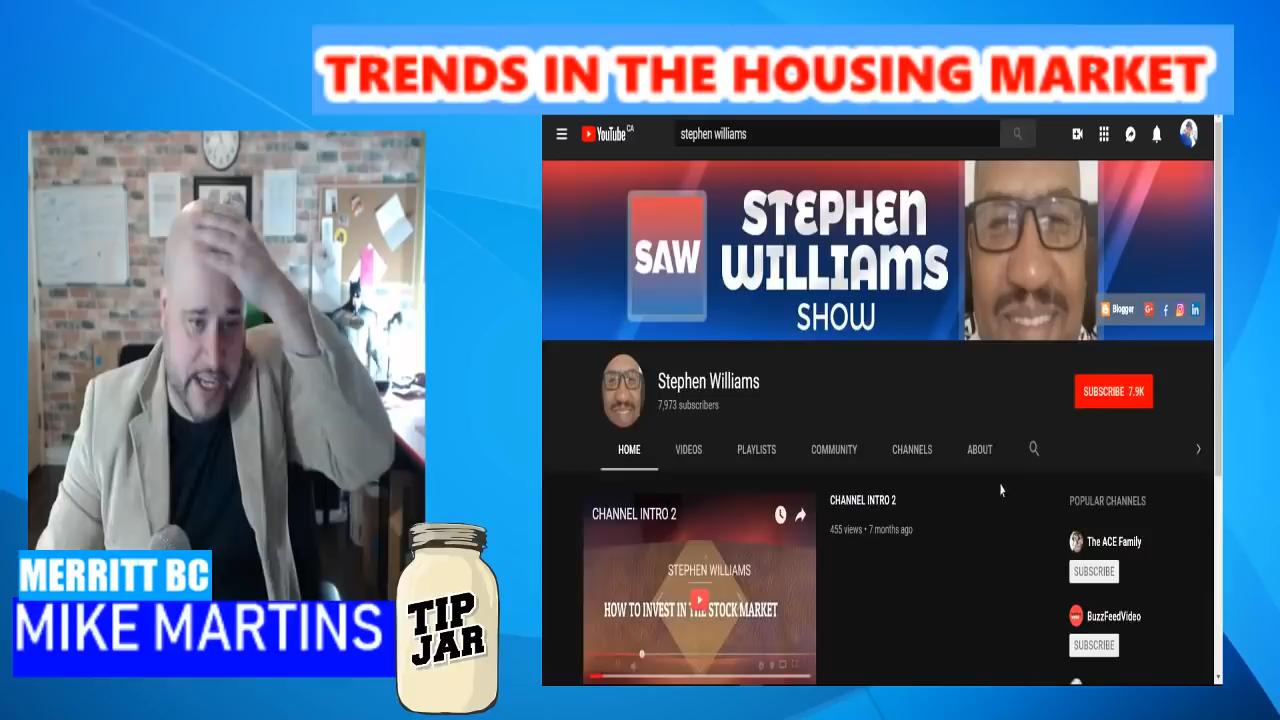 TRENDS IN THE HOUSING MARKET
YouTube CA
stephen williams
SAW
STEPHEN
WILLIAMS
SHOW
Blogger
Stephen Williams
7,973 subscribers
SUBSCRIBE 7.9K
HOME
VIDEOS
PLAYLISTS
COMMUNITY
CHANNELS
ABOUT
CHANNEL INTRO 2
STEPHEN WILLIAMS
HOW TO INVEST IN THE STOCK MARKET
CHANNEL INTRO 2
455 views • 7 months ago
POPULAR CHANNELS
The ACE Family
SUBSCRIBE
BuzzFeedVideo
SUBSCRIBE
MERRITT BC
MIKE MARTINS
TIP
JAR